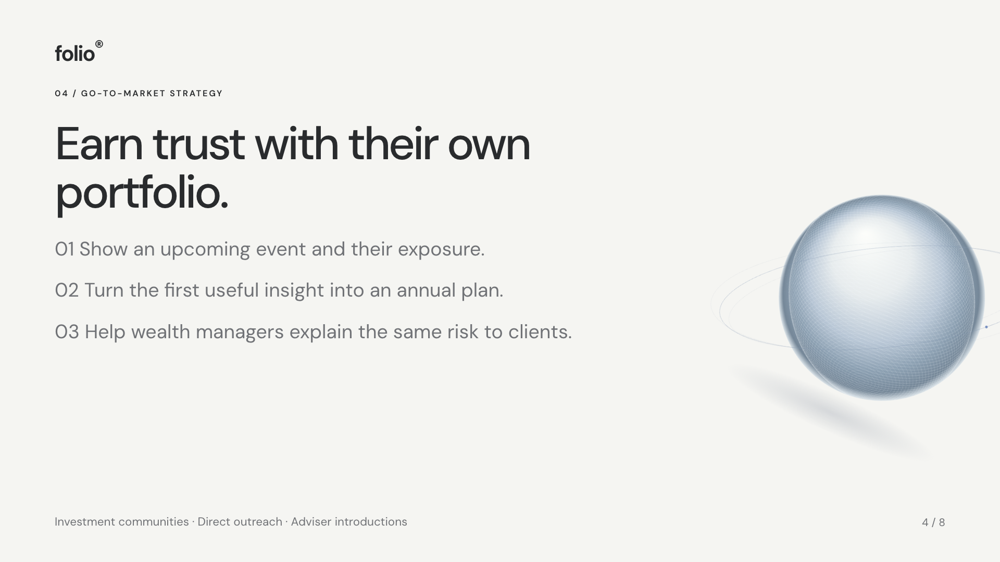 folio®
04 / GO-TO-MARKET STRATEGY
Earn trust with their own
portfolio.
01 Show an upcoming event and their exposure.
02 Turn the first useful insight into an annual plan.
03 Help wealth managers explain the same risk to clients.
Investment communities · Direct outreach · Adviser introductions
4 / 8